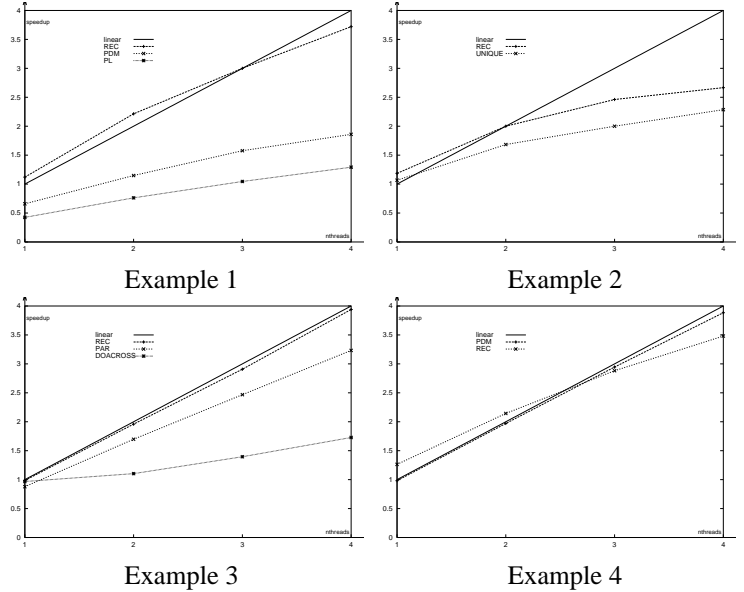 4
3.5
3
2.5
2
1.5
1
0.5
0
speedup
linear
REC
PDM
PL
nthreads
1 2 3 4
Example 1
4
3.5
3
2.5
2
1.5
1
0.5
0
speedup
linear
REC
UNIQUE
nthreads
1 2 3 4
Example 2
4
3.5
3
2.5
2
1.5
1
0.5
0
speedup
linear
REC
PAR
DOACROSS
nthreads
1 2 3 4
Example 3
4
3.5
3
2.5
2
1.5
1
0.5
0
speedup
linear
PDM
REC
nthreads
1 2 3 4
Example 4